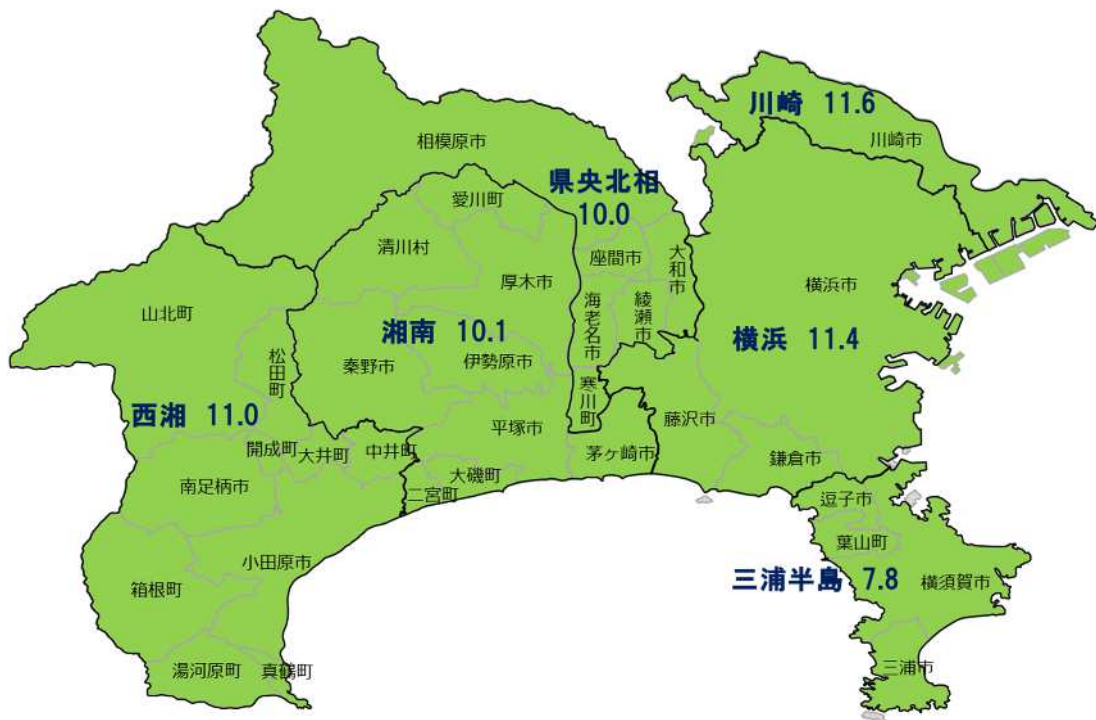 川崎 11.6
川崎市
相模原市
県央北相
10.0
愛川町
清川村
座間市
大和市
厚木市
横浜市
山北町
海老名市
綾瀬市
湘南 10.1
横浜 11.4
松田町
秦野市
伊勢原市
寒川町
西湘 11.0
藤沢市
平塚市
開成町
大井町
中井町
茅ヶ崎市
鎌倉市
南足柄市
大磯町
二宮町
逗子市
葉山町
小田原市
三浦半島 7.8
横須賀市
箱根町
湯河原町
真鶴町
三浦市